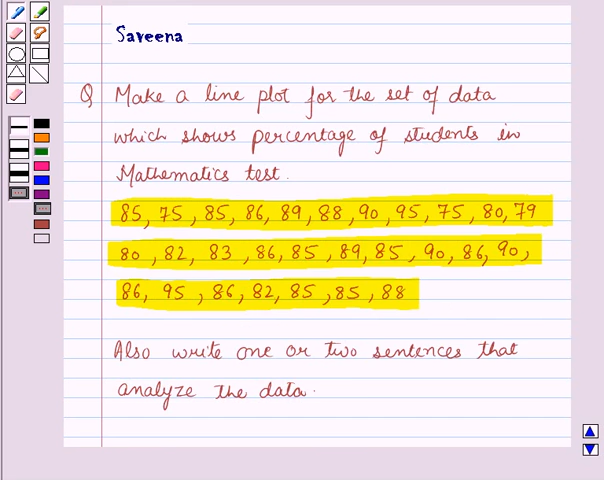 Saveena
Q Make a line plot for the set of data
which shows percentage of students in
Mathematics test.
85, 75, 85, 86, 89, 88, 90, 95, 75, 80, 79
80, 82, 83, 86, 85, 89, 85, 90, 86, 90,
86, 95, 86, 82, 85, 85, 88
Also write one or two sentences that
analyze the data.